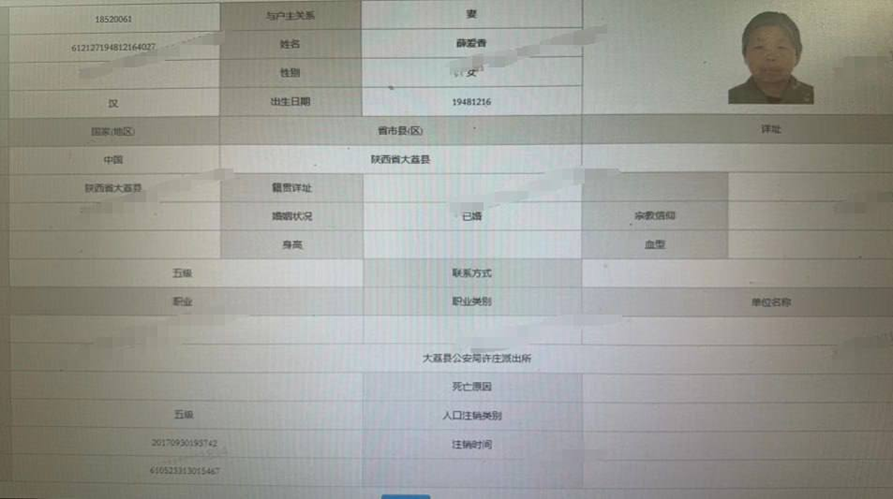 18520061 与户主关系 妻
612127194812164027 姓名 薛爱香
性别 女
汉 出生日期 19481216
国家(地区) 省市县(区) 详址
中国 陕西省大荔县
陕西省大荔县 籍贯详址
婚姻状况 已婚 宗教信仰
身高 血型
五级 联系方式
职业 职业类别 单位名称
大荔县公安局许庄派出所
死亡原因
五级 人口注销类别
20170930193742 注销时间
610523313015467